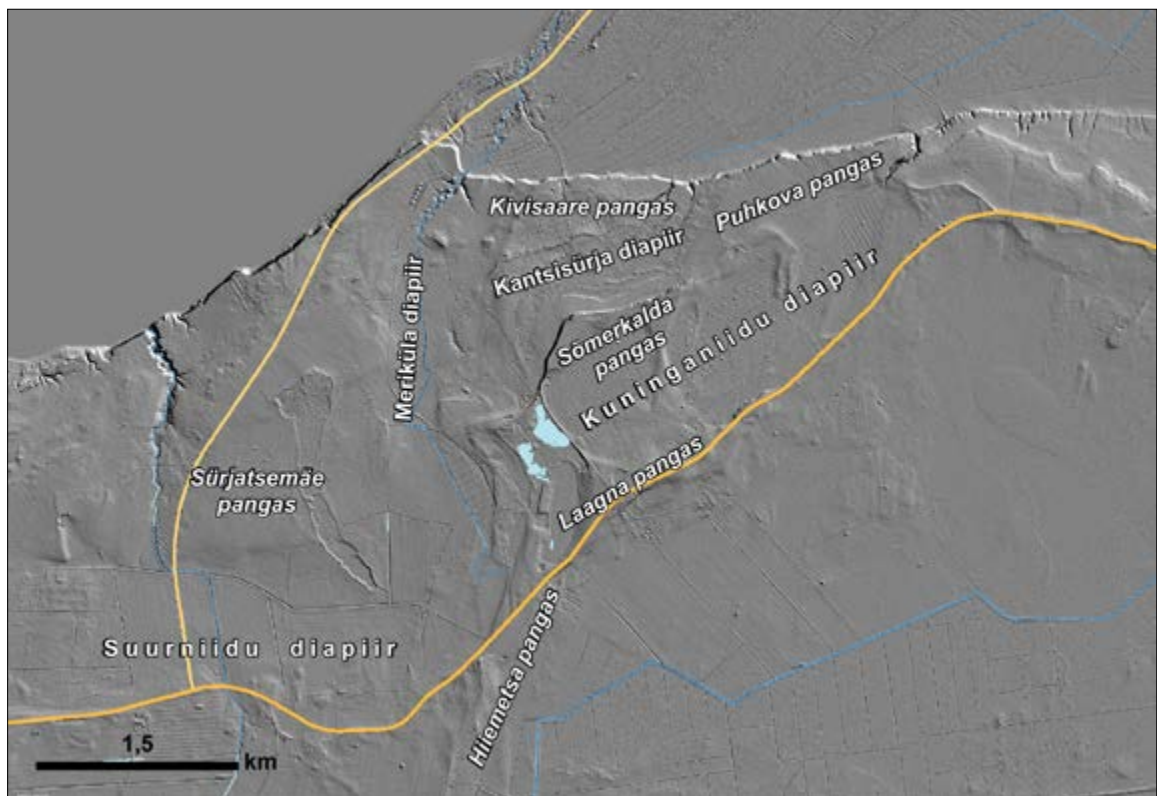 Kivisaare pangas
Puhkova pangas
Kantsisürja diapiir
Meriküla diapiir
Sõmerkalda
pangas
Kuninganiidu diapiir
Sürjatsemäe
pangas
Laagna pangas
Suurniidu diapiir
Hiiemetsa pangas
1,5
km